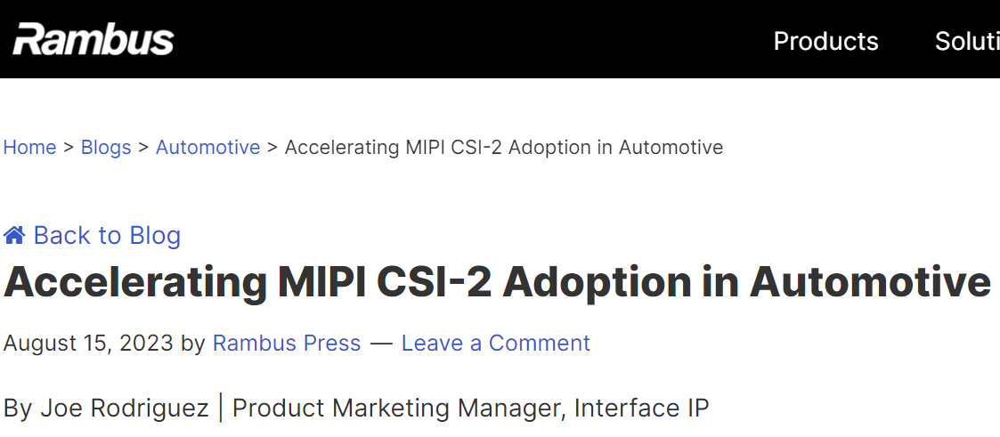 Rambus
Products Soluti
Home > Blogs > Automotive > Accelerating MIPI CSI-2 Adoption in Automotive
Back to Blog
Accelerating MIPI CSI-2 Adoption in Automotive
August 15, 2023 by Rambus Press — Leave a Comment
By Joe Rodriguez | Product Marketing Manager, Interface IP